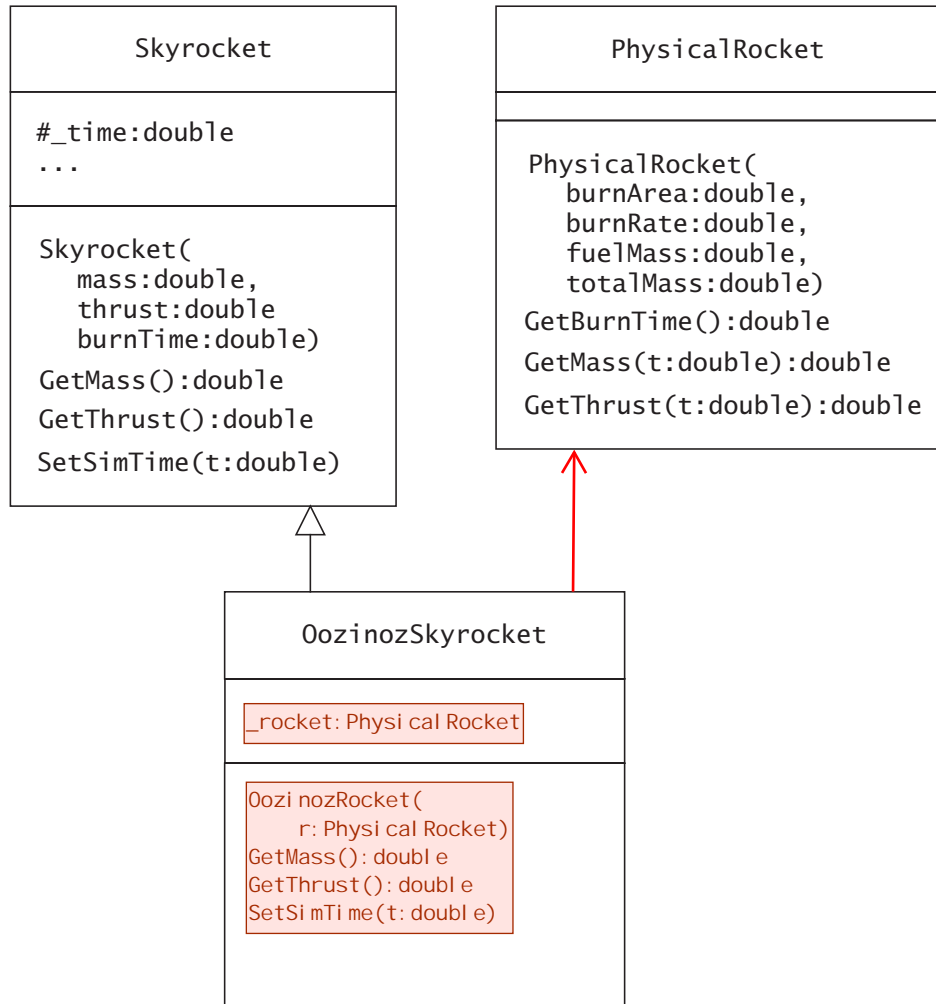 Skyrocket
#_time:double
...
Skyrocket(
mass:double,
thrust:double
burnTime:double)
GetMass():double
GetThrust():double
SetSimTime(t:double)
PhysicalRocket
PhysicalRocket(
burnArea:double,
burnRate:double,
fuelMass:double,
totalMass:double)
GetBurnTime():double
GetMass(t:double):double
GetThrust(t:double):double
OozinozSkyrocket
_rocket:PhysicalRocket
OozinozRocket(
r:PhysicalRocket)
GetMass():double
GetThrust():double
SetSimTime(t:double)